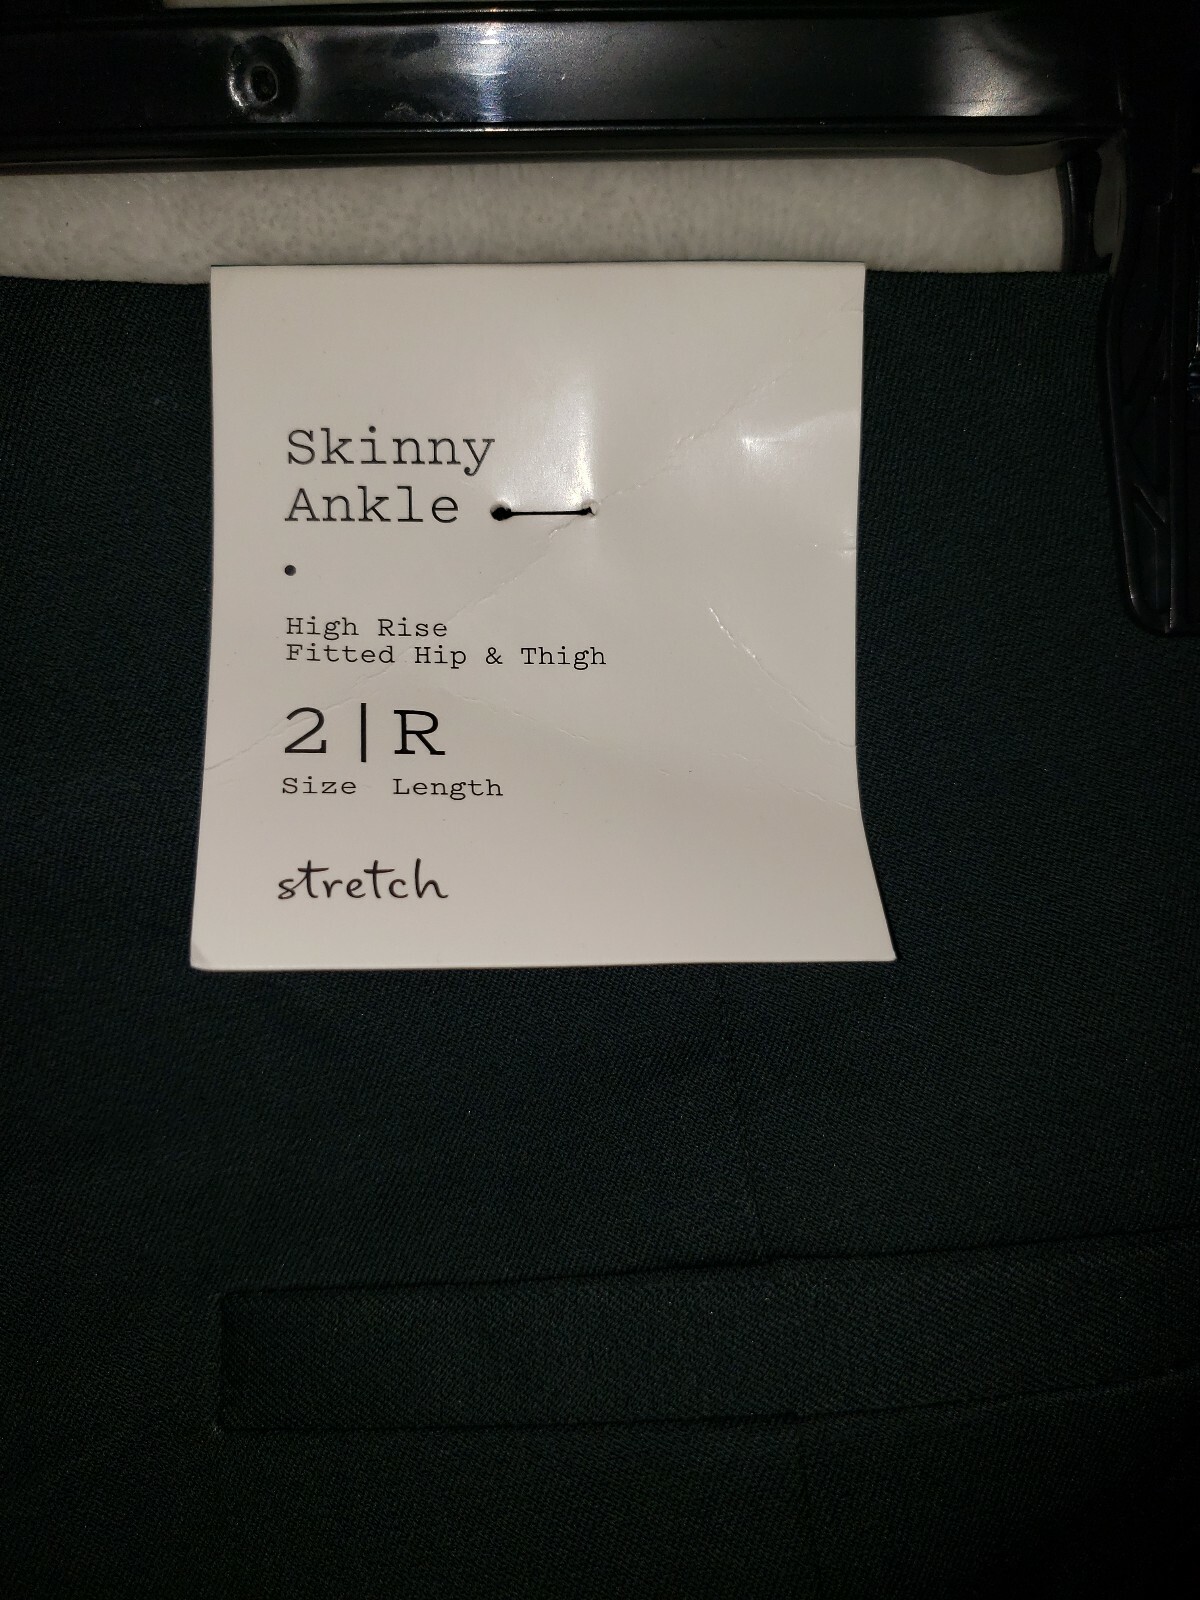 Skinny
Ankle
•
High Rise
Fitted Hip & Thigh
2|R
Size Length
stretch